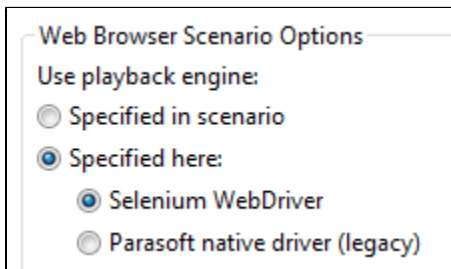 Web Browser Scenario Options
Use playback engine:
Specified in scenario
Specified here:
Selenium WebDriver
Parasoft native driver (legacy)